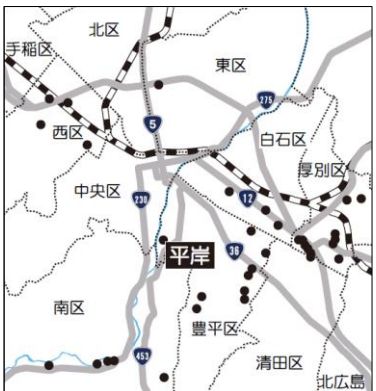 北区
手稲区
東区
275
5
西区
白石区
厚別区
中央区
230
12
平岸
36
南区
豊平区
453
清田区
北広島